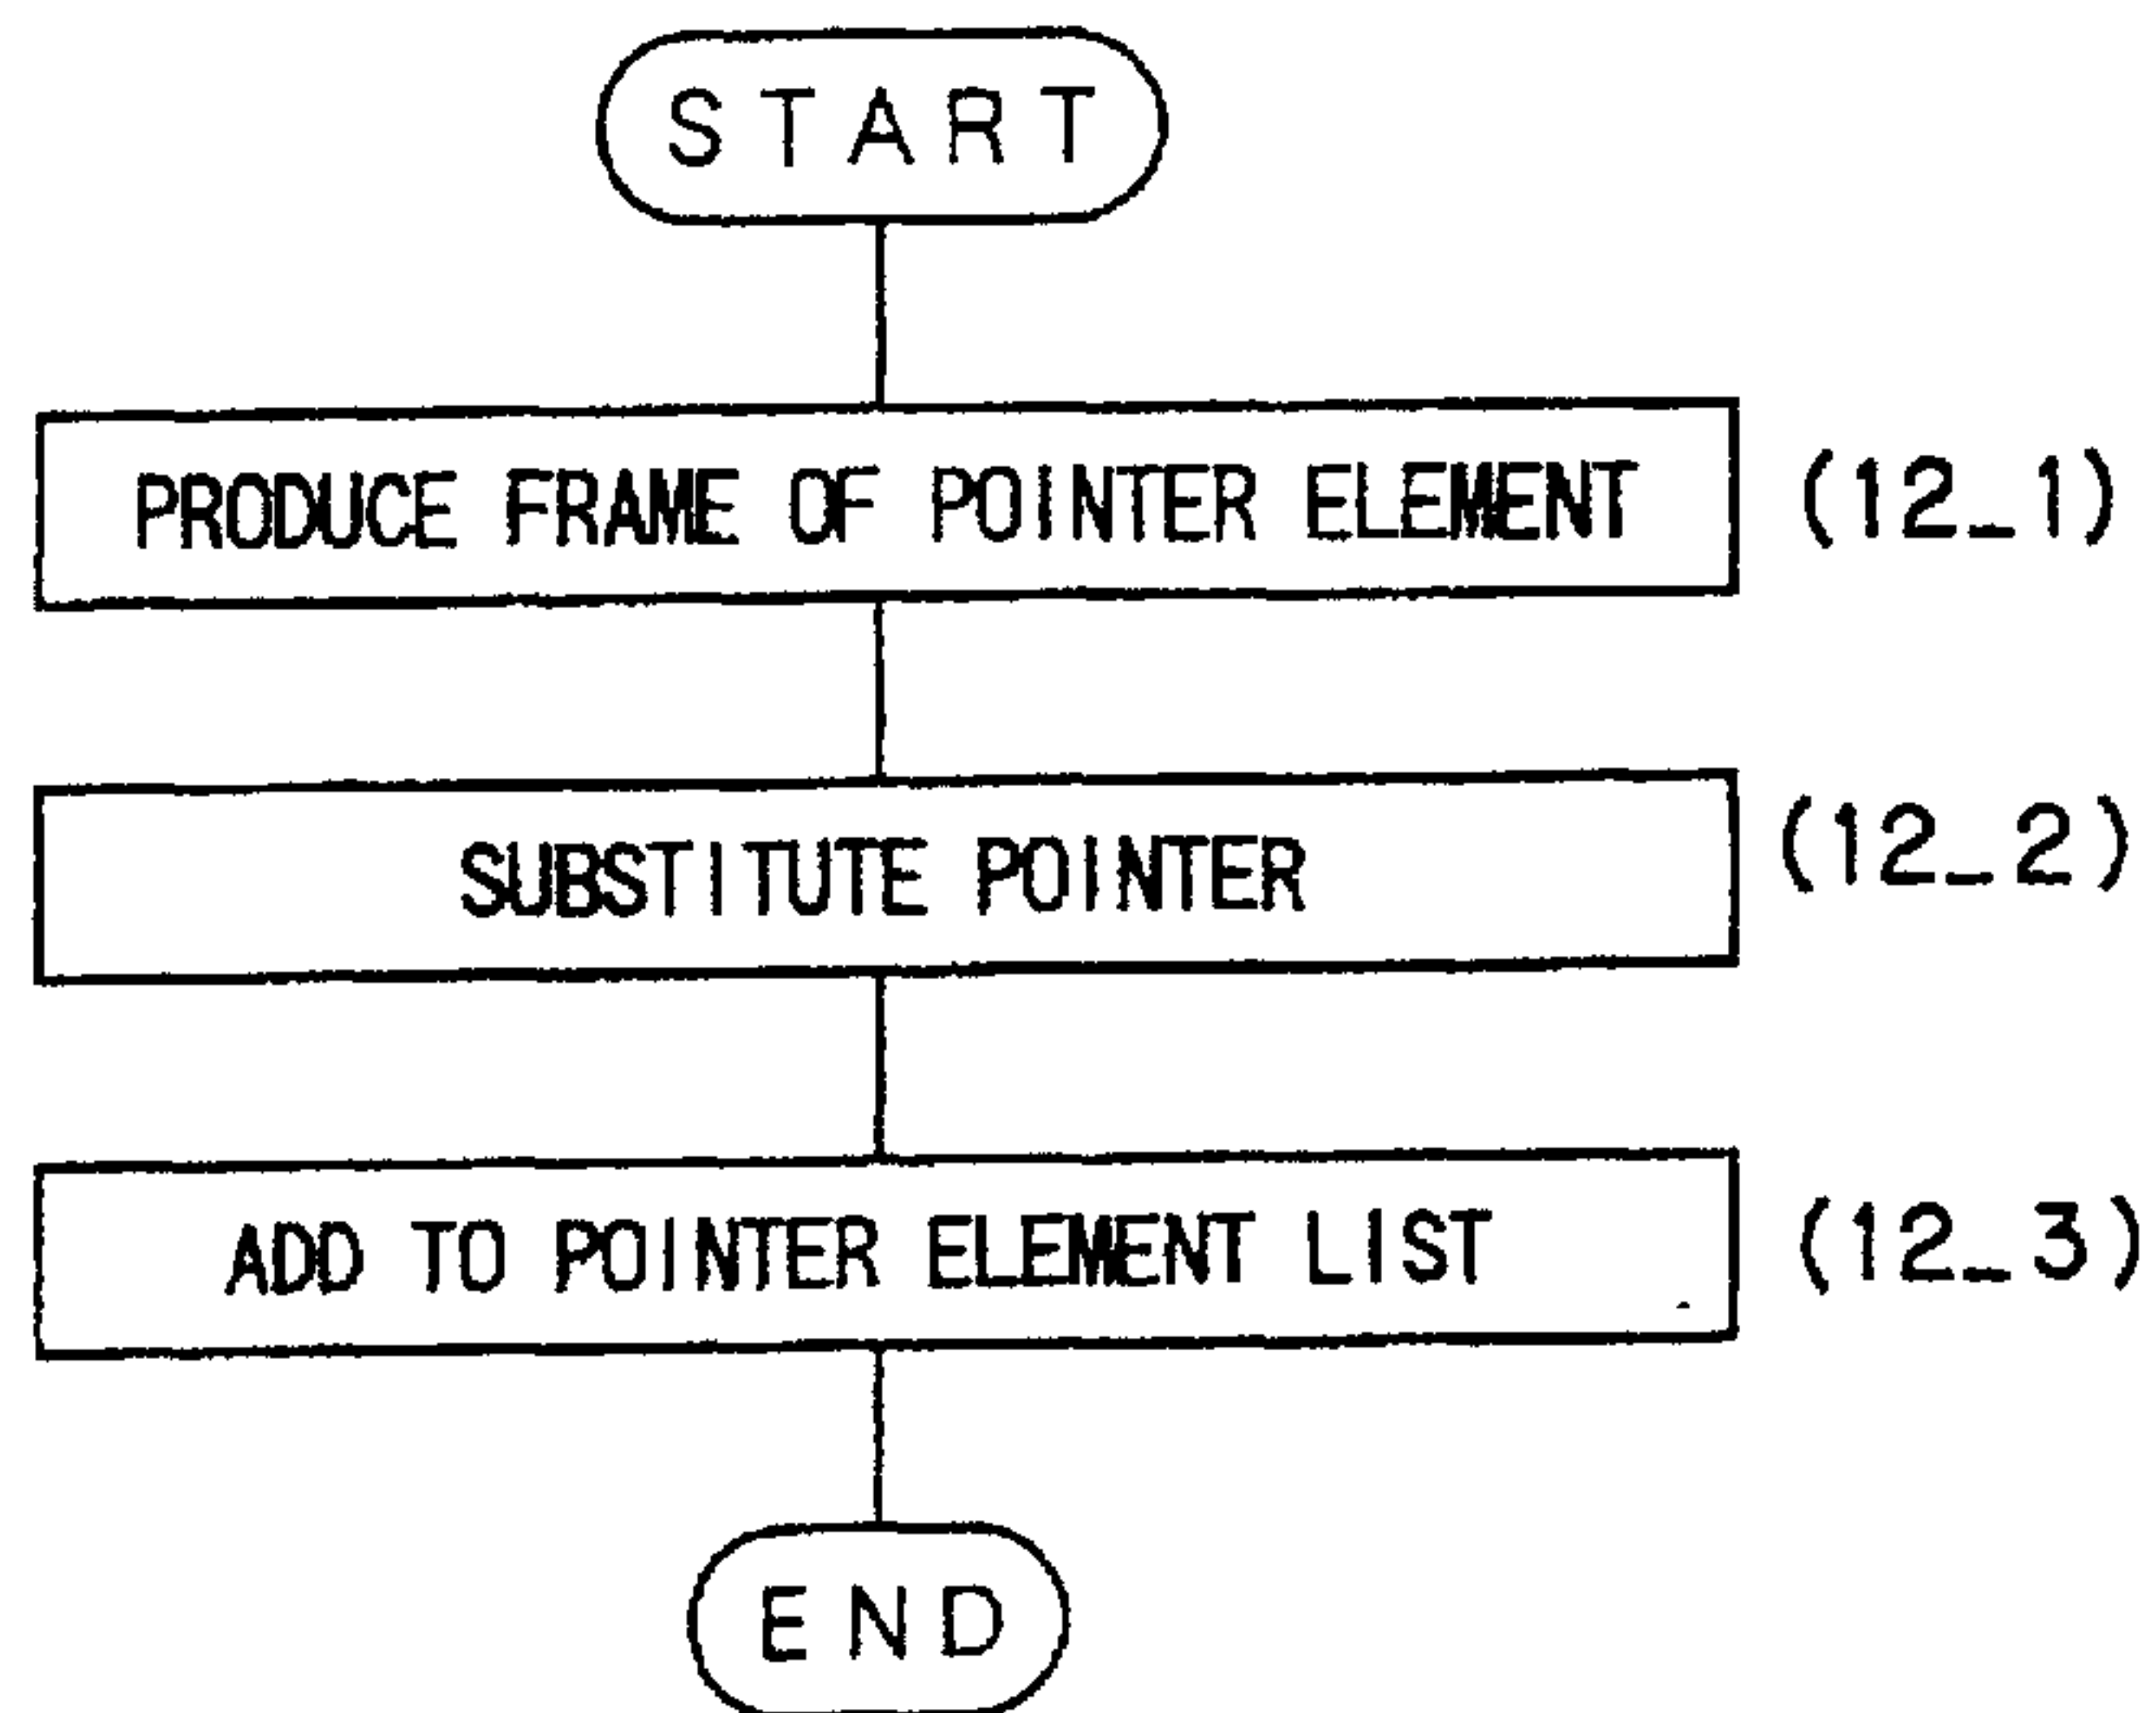 START
PRODUCE FRAME OF POINTER ELEMENT (12_1)
SUBSTITUTE POINTER (12_2)
ADD TO POINTER ELEMENT LIST (12_3)
END